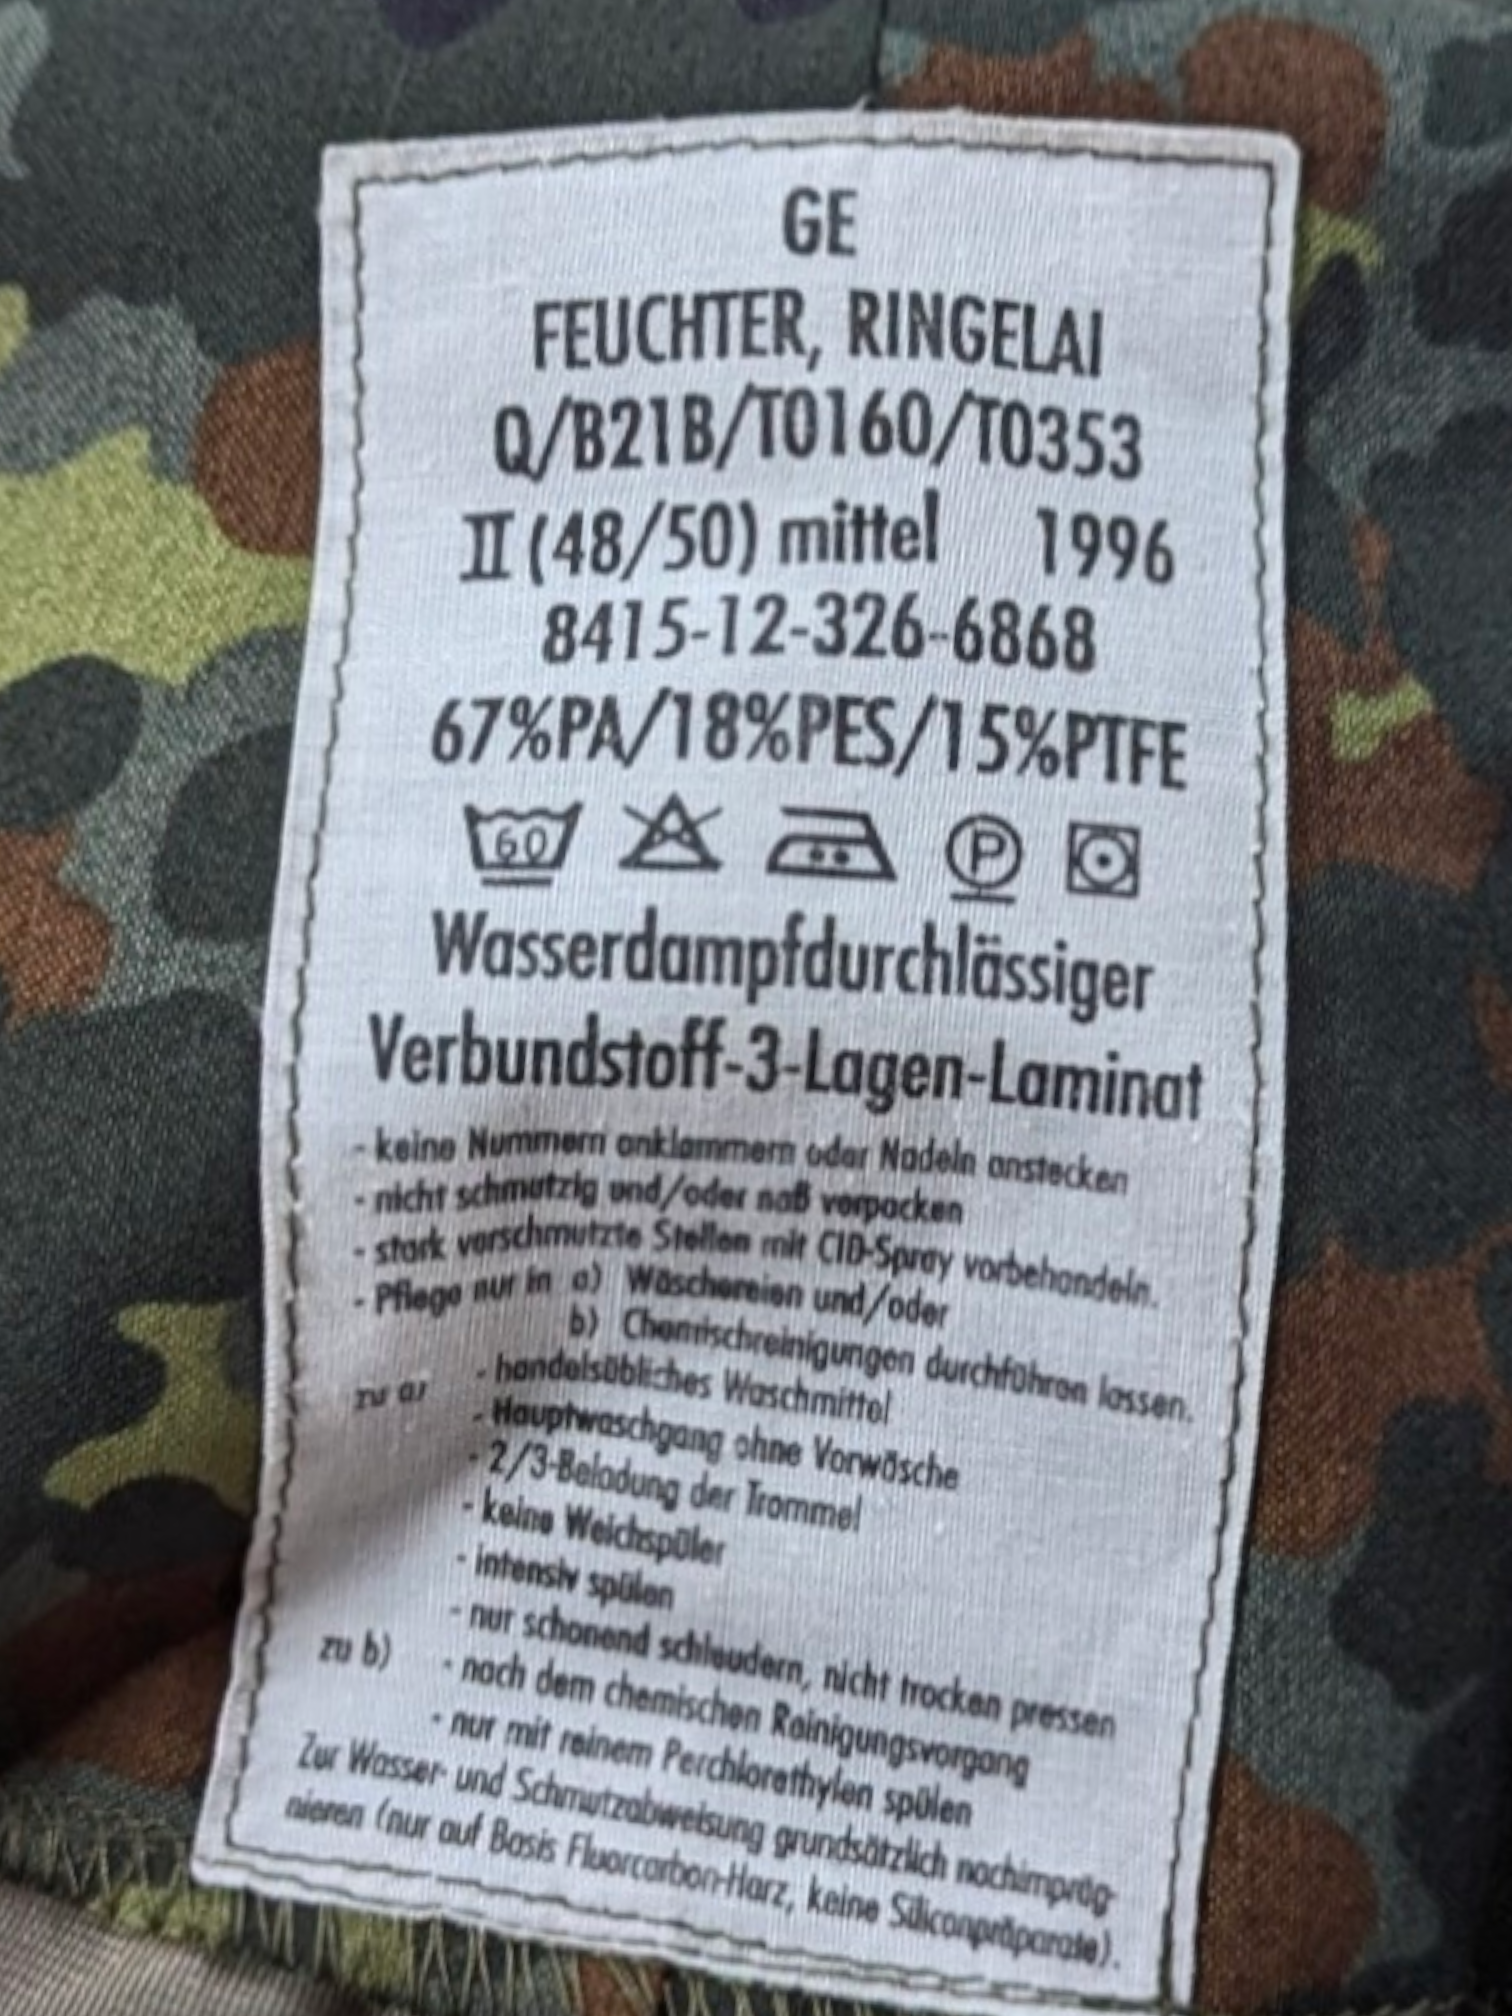 GE
FEUCHTER, RINGELAI
Q/B21B/T0160/T0353
II (48/50) mittel 1996
8415-12-326-6868
67%PA/18%PES/15%PTFE
60 P
Wasserdampfdurchlässiger
Verbundstoff-3-Lagen-Laminat
- keine Nummern anklammern oder Nadeln anstecken
- nicht schmutzig und/oder naß verpacken
- stark verschmutzte Stellen mit CID-Spray vorbehandeln.
- Pflege nur in a) Wäschereien und/oder
b) Chemischreinigungen durchführen lassen.
zu a) - handelsübliches Waschmittel
- Hauptwaschgang ohne Vorwäsche
- 2/3-Beladung der Trommel
- keine Weichspüler
- intensiv spülen
- nur schonend schleudern, nicht trocken pressen
zu b) - nach dem chemischen Reinigungsvorgang
- nur mit reinem Perchlorethylen spülen
Zur Wasser- und Schmutzabweisung grundsätzlich nachimpräg-
nieren (nur auf Basis Fluorcarbon-Harz, keine Siliconpräparate).